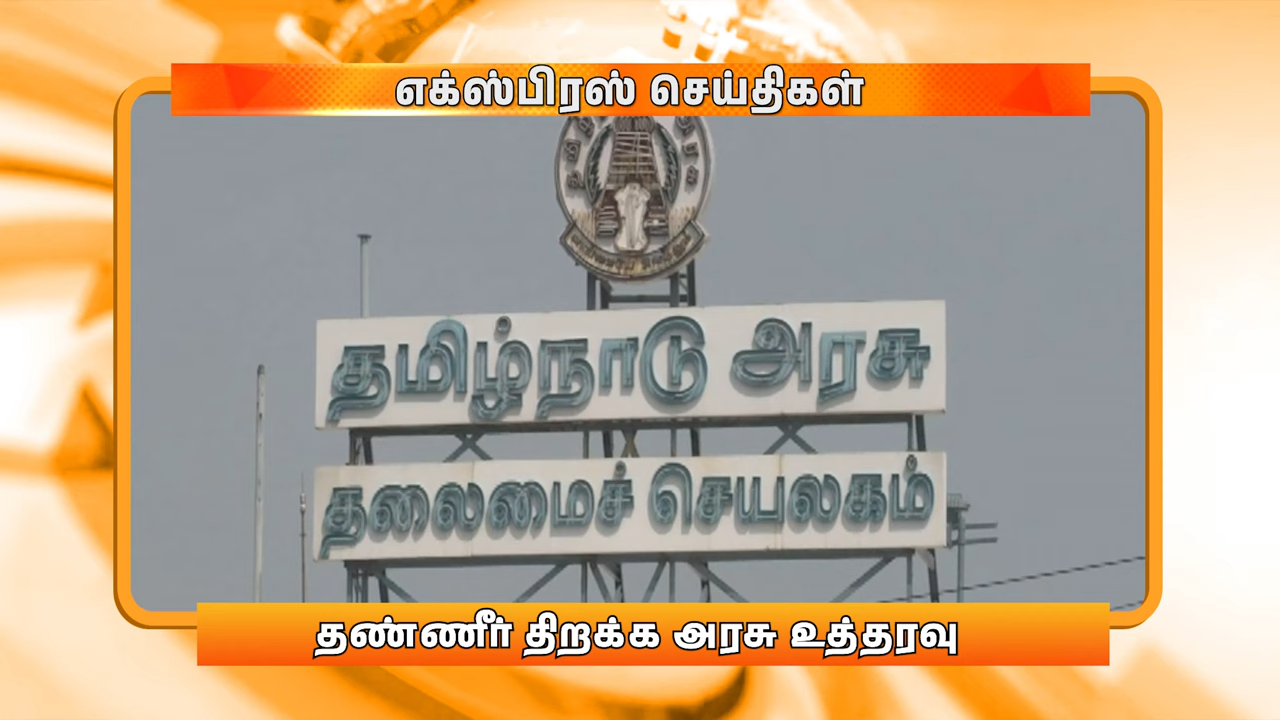 எக்ஸ்பிரஸ் செய்திகள்
தமிழ்நாடு அரசு
தலைமைச் செயலகம்
தண்ணீர் திறக்க அரசு உத்தரவு